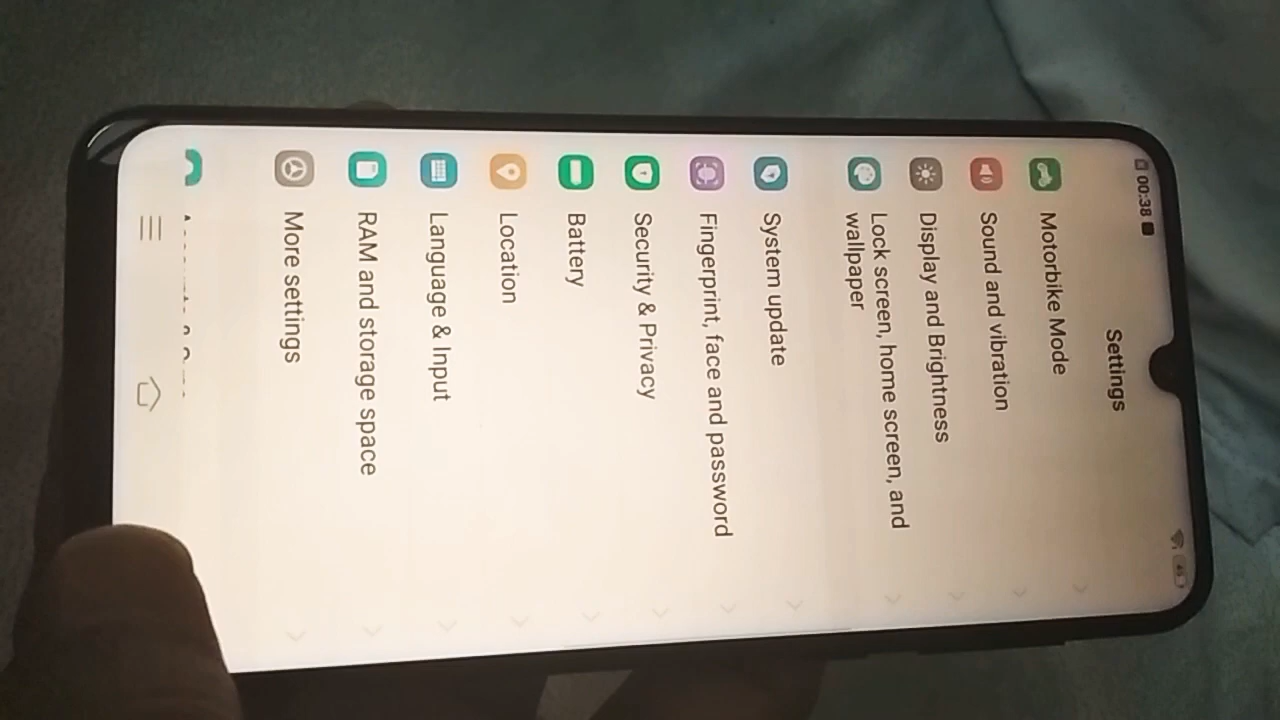 00:38
45
Settings
Motorbike Mode
Sound and vibration
Display and Brightness
Lock screen, home screen, and
wallpaper
System update
Fingerprint, face and password
Security & Privacy
Battery
Location
Language & Input
RAM and storage space
More settings